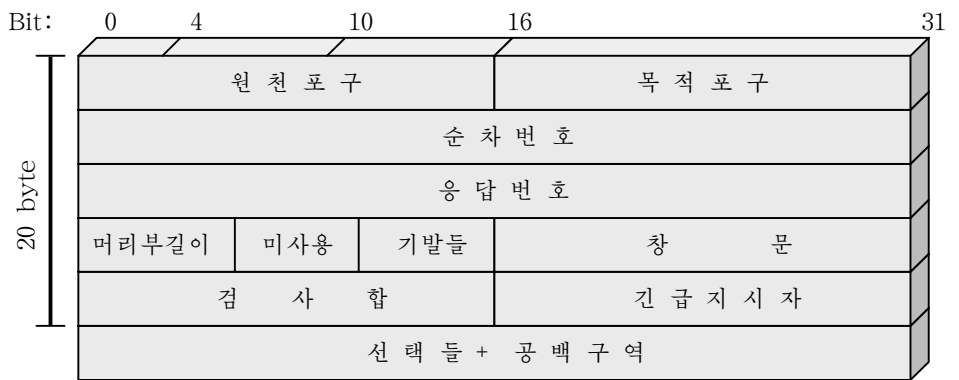 Bit: 0 4 10 16 31
원 천 포 구 목 적 포 구
순 차 번 호
응 답 번 호
20 byte
머리부길이 미사용 기발들 창 문
검 사 합 긴 급 지 시 자
선 택 들 + 공 백 구 역